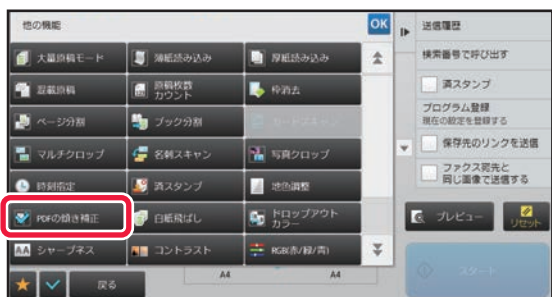 他の機能
OK
大量原稿モード
薄紙読み込み
厚紙読み込み
混載原稿
原稿枚数
カウント
枠消去
ページ分割
ブック分割
カードスキャン
マルチクロップ
名刺スキャン
写真クロップ
時刻指定
済スタンプ
地色調整
PDFの傾き補正
白紙飛ばし
ドロップアウト
カラー
シャープネス
コントラスト
RGB(赤/緑/青)
戻る
A4
A4
送信履歴
検索番号で呼び出す
済スタンプ
プログラム登録
現在の設定を登録する
保存先のリンクを送信
ファクス宛先と
同じ画像で送信する
プレビュー
リセット
スタート